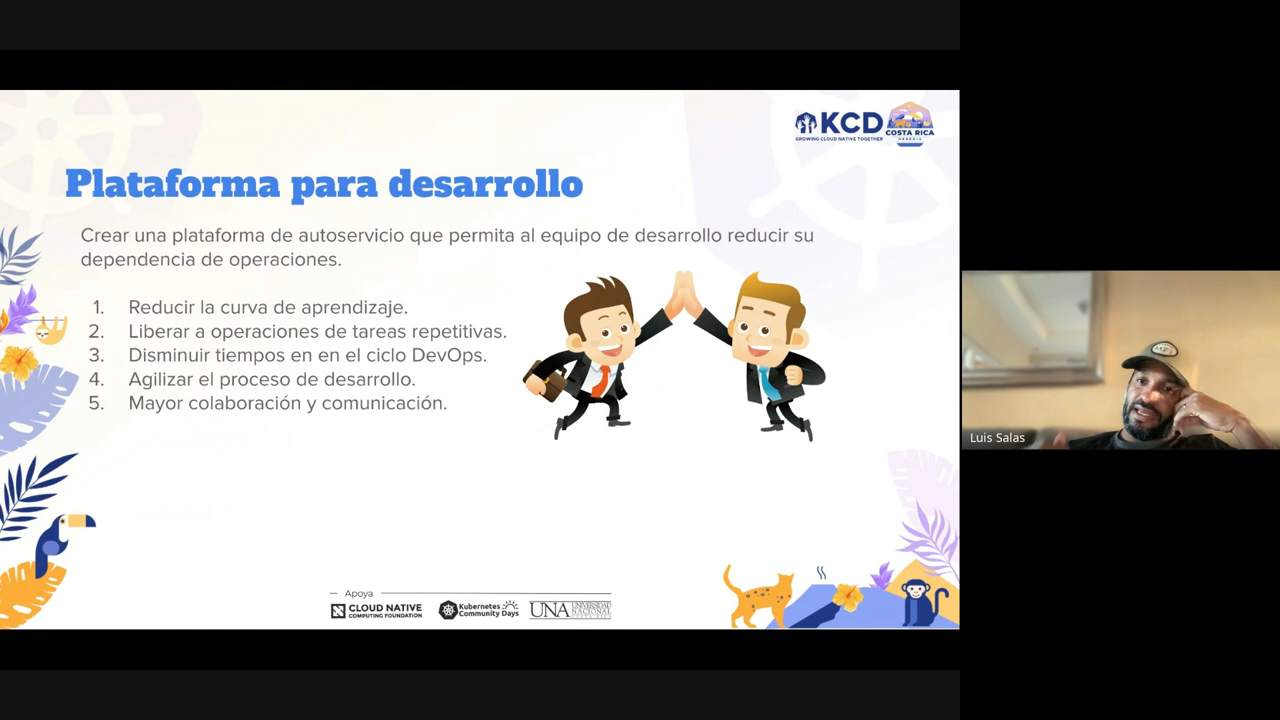 KCD
GROWING CLOUD NATIVE TOGETHER
COSTA RICA
HEREDIA
Plataforma para desarrollo
Crear una plataforma de autoservicio que permita al equipo de desarrollo reducir su
dependencia de operaciones.
1. Reducir la curva de aprendizaje.
2. Liberar a operaciones de tareas repetitivas.
3. Disminuir tiempos en en el ciclo DevOps.
4. Agilizar el proceso de desarrollo.
5. Mayor colaboración y comunicación.
Luis Salas
Apoya
CLOUD NATIVE
COMPUTING FOUNDATION
Kubernetes
Community Days
UNA
UNIVERSIDAD
NACIONAL
COSTA RICA